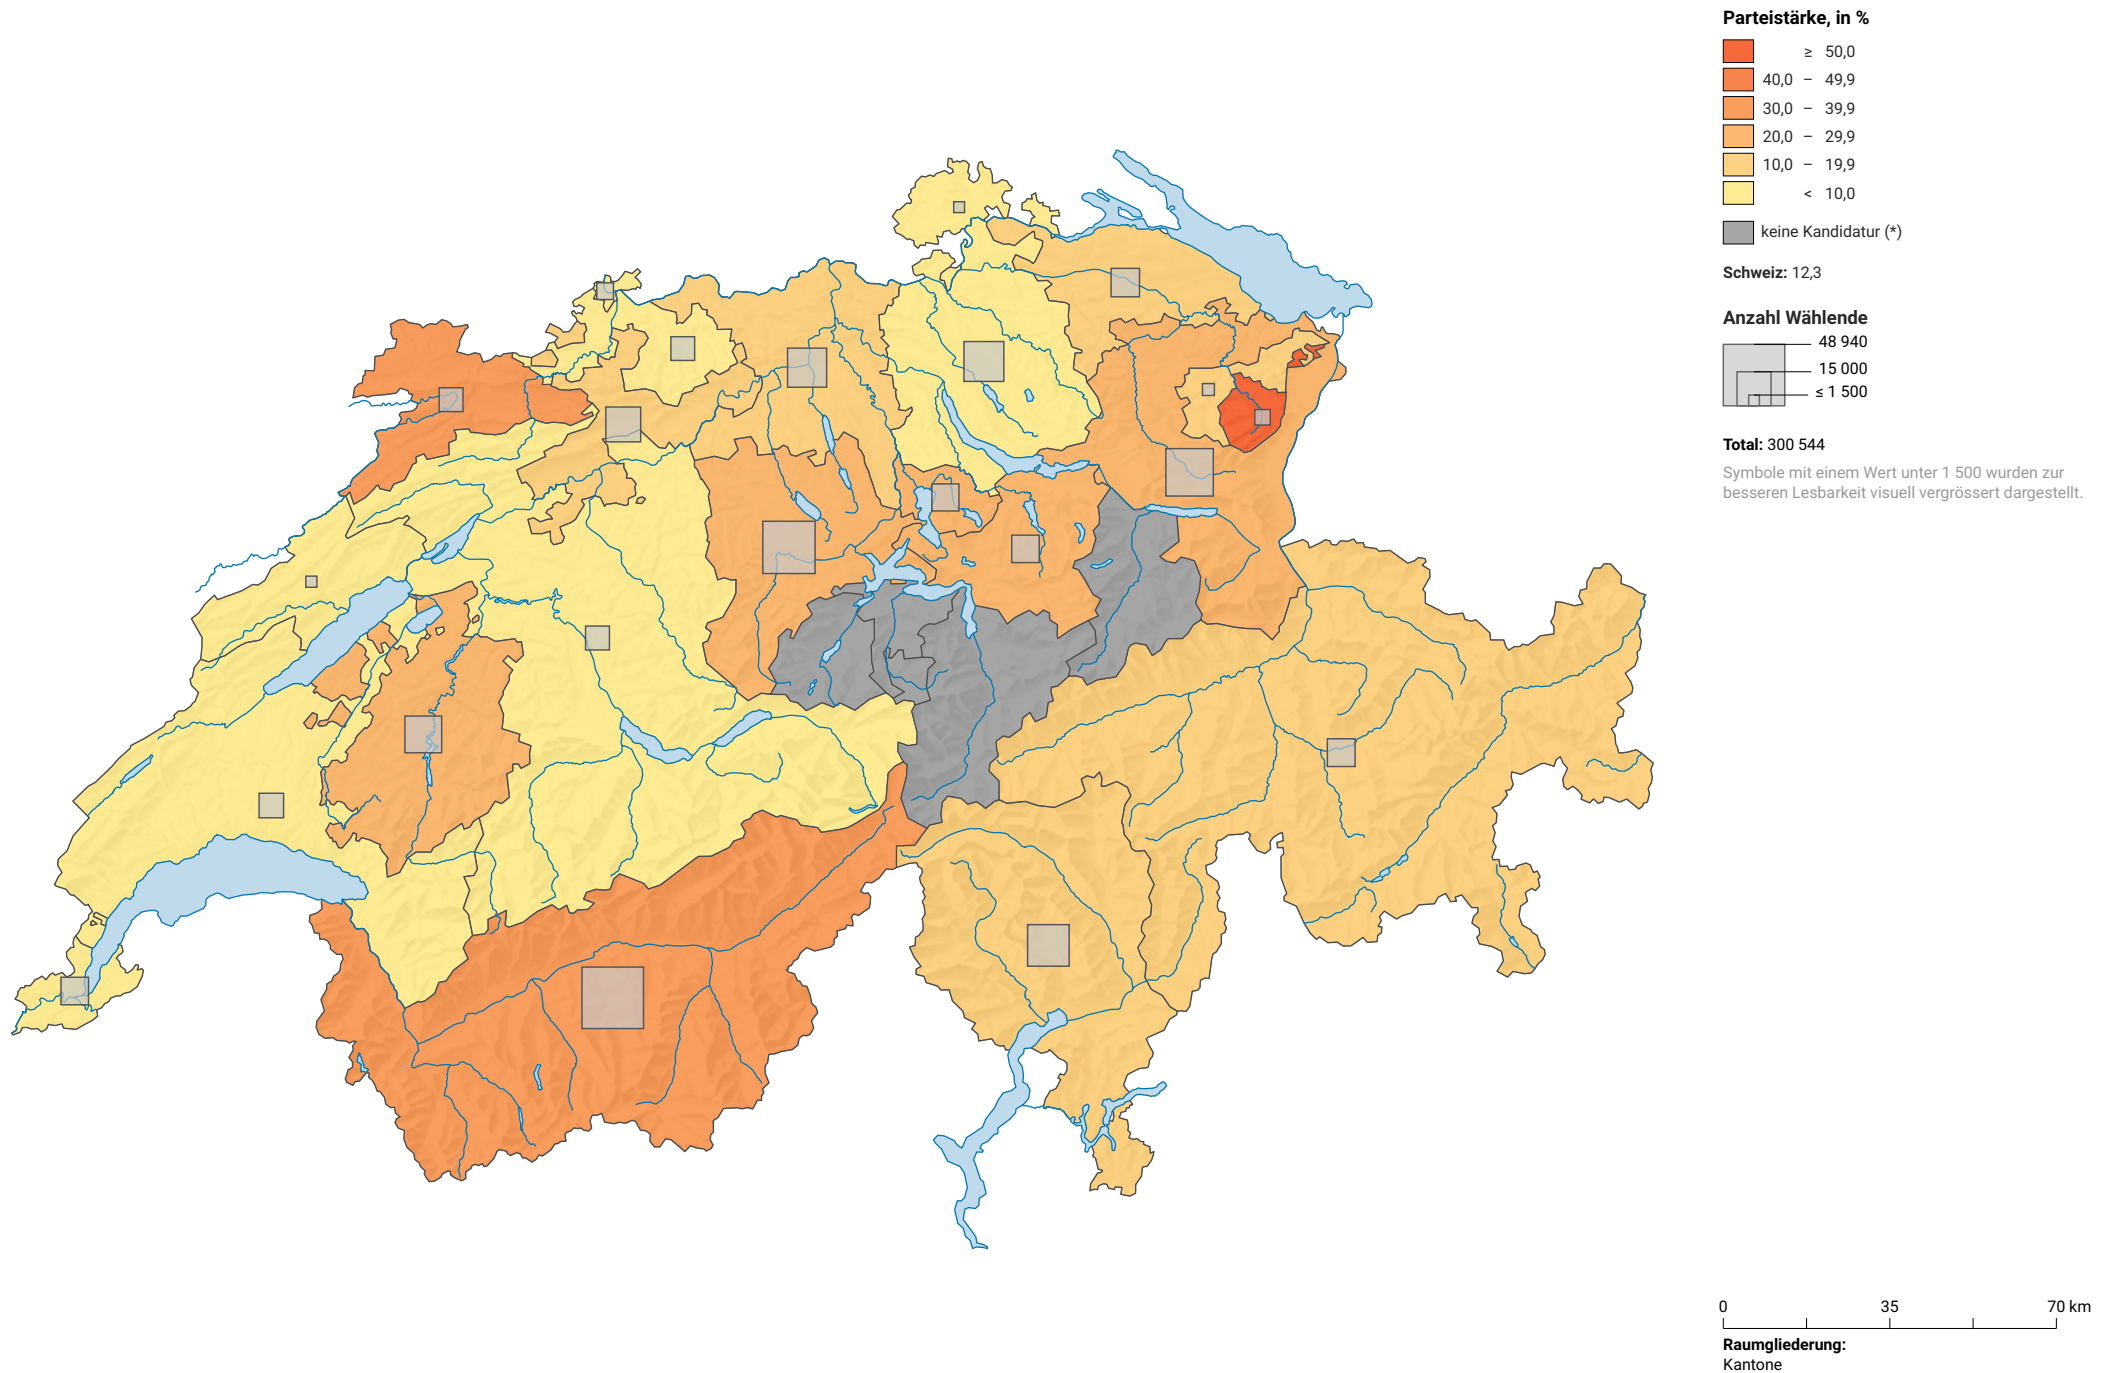 Parteistärke, in %
≥ 50,0
40,0 – 49,9
30,0 – 39,9
20,0 – 29,9
10,0 – 19,9
< 10,0
keine Kandidatur (*)
Schweiz: 12,3
Anzahl Wählende
48 940
15 000
≤ 1 500
Total: 300 544
Symbole mit einem Wert unter 1 500 wurden zur
besseren Lesbarkeit visuell vergrössert dargestellt.
0 35 70 km
Raumgliederung:
Kantone